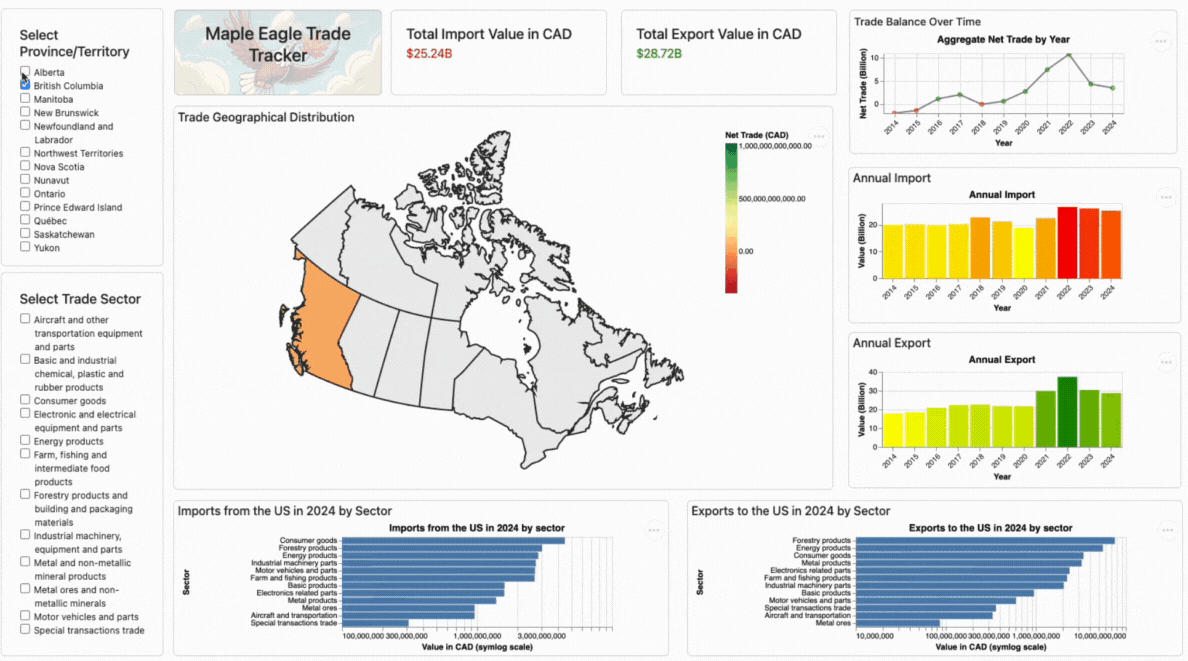 Select
Province/Territory
Alberta
British Columbia
Manitoba
New Brunswick
Newfoundland and
Labrador
Northwest Territories
Nova Scotia
Nunavut
Ontario
Prince Edward Island
Québec
Saskatchewan
Yukon
Select Trade Sector
Aircraft and other
transportation equipment
and parts
Basic and industrial
chemical, plastic and
rubber products
Consumer goods
Electronic and electrical
equipment and parts
Energy products
Farm, fishing and
intermediate food
products
Forestry products and
building and packaging
materials
Industrial machinery,
equipment and parts
Metal and non-metallic
mineral products
Metal ores and non-
metallic minerals
Motor vehicles and parts
Special transactions trade
Maple Eagle Trade
Tracker
Total Import Value in CAD
$25.24B
Total Export Value in CAD
$28.72B
Trade Geographical Distribution
Net Trade (CAD)
1,000,000,000,000.00
500,000,000,000.00
0.00
Trade Balance Over Time
Aggregate Net Trade by Year
Net Trade (Billion)
10
5
0
2014 2015 2016 2017 2018 2019 2020 2021 2022 2023 2024
Year
Annual Import
Annual Import
Value (Billion)
20
10
0
2014 2015 2016 2017 2018 2019 2020 2021 2022 2023 2024
Year
Annual Export
Annual Export
Value (Billion)
40
30
20
10
0
2014 2015 2016 2017 2018 2019 2020 2021 2022 2023 2024
Year
Imports from the US in 2024 by Sector
Imports from the US in 2024 by sector
Sector
Consumer goods
Forestry products
Energy products
Industrial machinery parts
Motor vehicles and parts
Farm and fishing products
Basic products
Electronics related parts
Metal products
Metal ores
Aircraft and transportation
Special transactions trade
100,000,000 300,000,000 1,000,000,000 3,000,000,000
Value in CAD (symlog scale)
Exports to the US in 2024 by Sector
Exports to the US in 2024 by sector
Sector
Forestry products
Energy products
Consumer goods
Metal products
Electronics related parts
Farm and fishing products
Industrial machinery parts
Basic products
Motor vehicles and parts
Special transactions trade
Aircraft and transportation
Metal ores
10,000,000 100,000,000 300,000,000 1,000,000,000 10,000,000,000
Value in CAD (symlog scale)